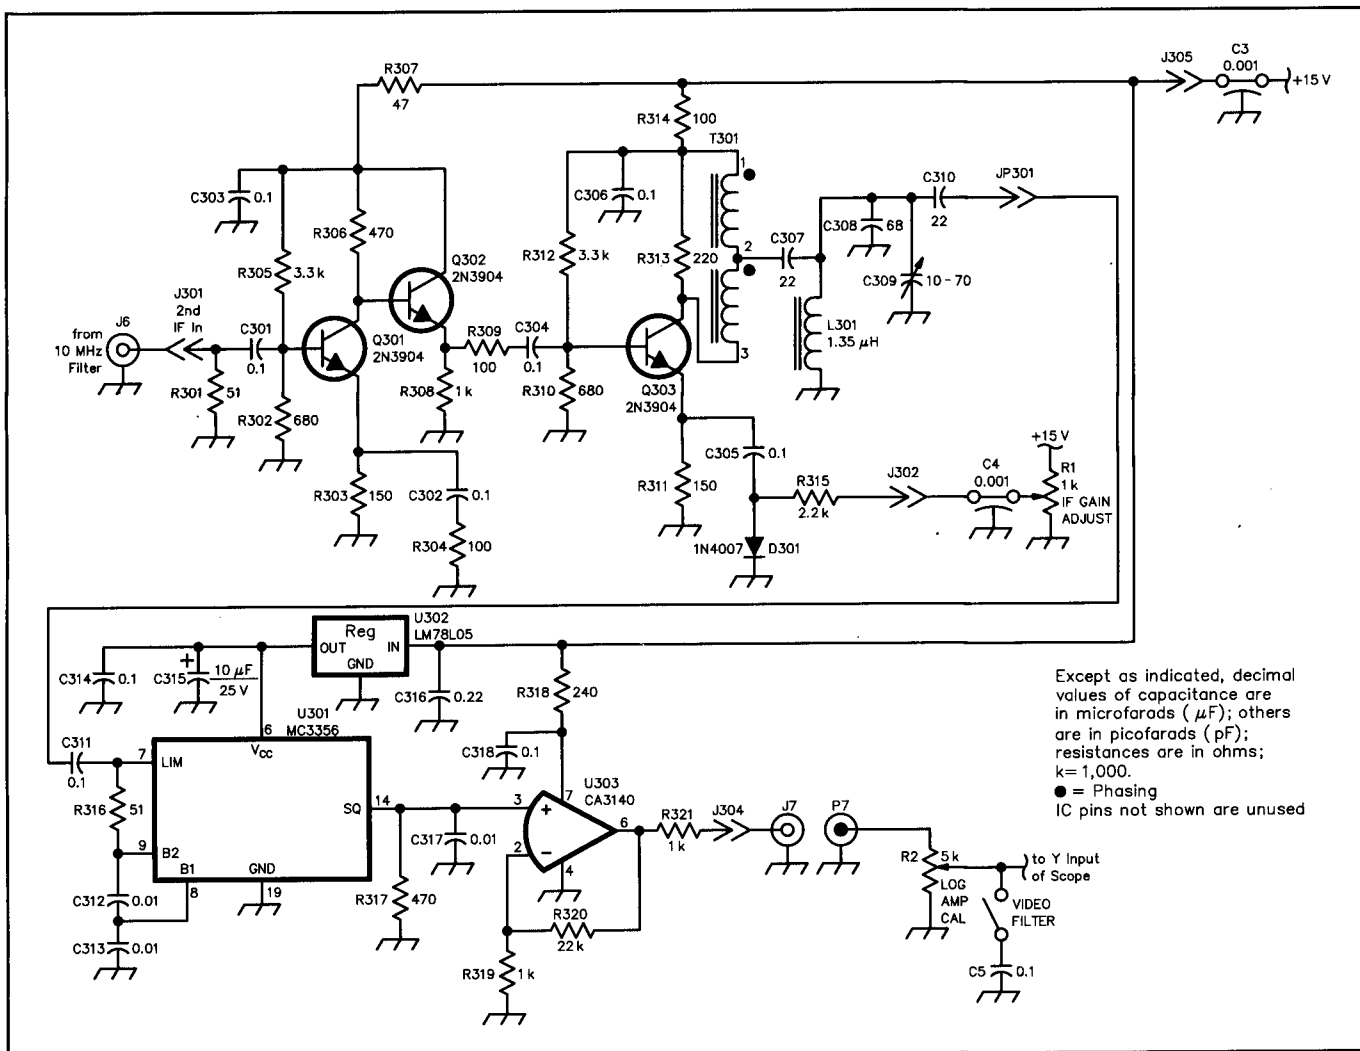 R307
47
J305
C3
0.001
+15 V
R314
100
T301
1
C303
0.1
R306
470
R305
3.3 k
Q302
2N3904
C306
0.1
R312
3.3 k
R313
220
2
C307
22
C308
68
C310
22
JP301
C309
10-70
J6
from
10 MHz
Filter
J301
2nd
IF In
C301
0.1
R301
51
R302
680
Q301
2N3904
R309
100
C304
0.1
R308
1 k
R310
680
Q303
2N3904
3
L301
1.35 μH
R303
150
C302
0.1
R304
100
R311
150
C305
0.1
R315
2.2 k
J302
C4
0.001
+15 V
R1
1 k
IF GAIN
ADJUST
1N4007
D301
U302
LM78L05
Reg
OUT
IN
GND
C314
0.1
C315
+
10 μF
25 V
C316
0.22
R318
240
U301
MC3356
6
VCC
C311
0.1
7
LIM
R316
51
9
B2
B1
8
GND
19
SQ
14
C312
0.01
C313
0.01
R317
470
C317
0.01
C318
0.1
U303
CA3140
7
3
+
2
−
4
6
R321
1 k
J304
J7
P7
R320
22 k
R319
1 k
R2
5 k
LOG
AMP
CAL
to Y Input
of Scope
VIDEO
FILTER
C5
0.1
Except as indicated, decimal
values of capacitance are
in microfarads ( μF); others
are in picofarads (pF);
resistances are in ohms;
k=1,000.
● = Phasing
IC pins not shown are unused